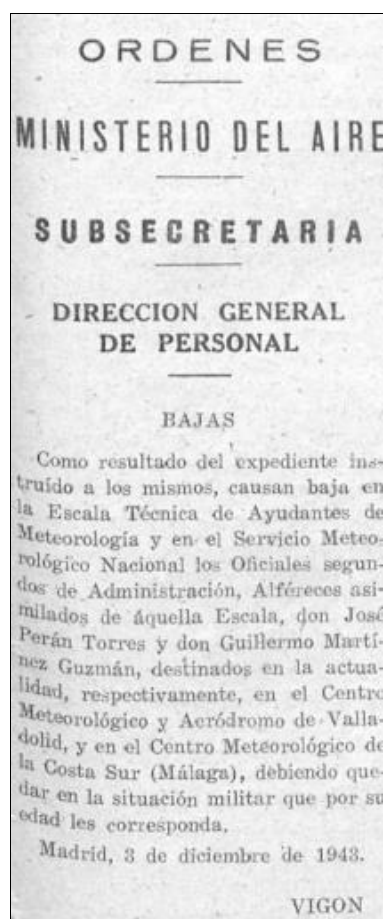 ORDENES
MINISTERIO DEL AIRE
SUBSECRETARIA
DIRECCION GENERAL
DE PERSONAL
BAJAS
Como resultado del expediente ins-
truído a los mismos, causan baja en
la Escala Técnica de Ayudantes de
Meteorología y en el Servicio Meteo-
rológico Nacional los Oficiales segun-
dos de Administración, Alféreces asi-
milados de áquella Escala, don José
Perán Torres y don Guillermo Martí-
nez Guzmán, destinados en la actua-
lidad, respectivamente, en el Centro
Meteorológico y Aeródromo de Valla-
dolid, y en el Centro Meteorológico de
la Costa Sur (Málaga), debiendo que-
dar en la situación militar que por su
edad les corresponda.
Madrid, 3 de diciembre de 1943.
VIGON